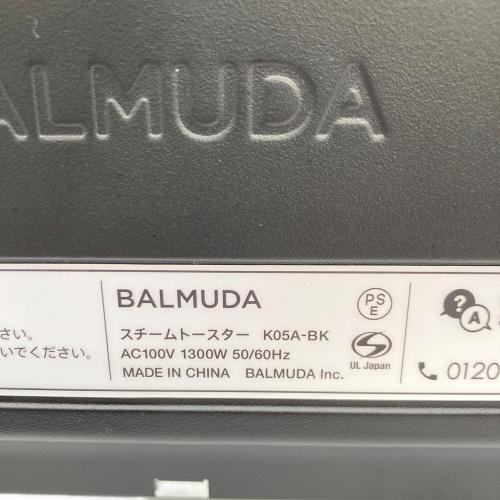 BALMUDA
さい。
いでください。
BALMUDA
スチームトースター K05A-BK
AC100V 1300W 50/60Hz
MADE IN CHINA BALMUDA Inc.
PS
E
UL Japan
?
A
0120